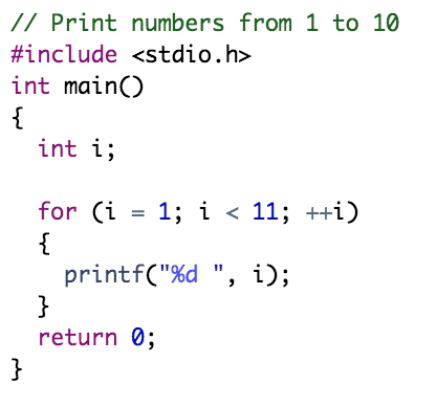 // Print numbers from 1 to 10
#include <stdio.h>
int main()
{
  int i;

  for (i = 1; i < 11; ++i)
  {
    printf("%d ", i);
  }
  return 0;
}